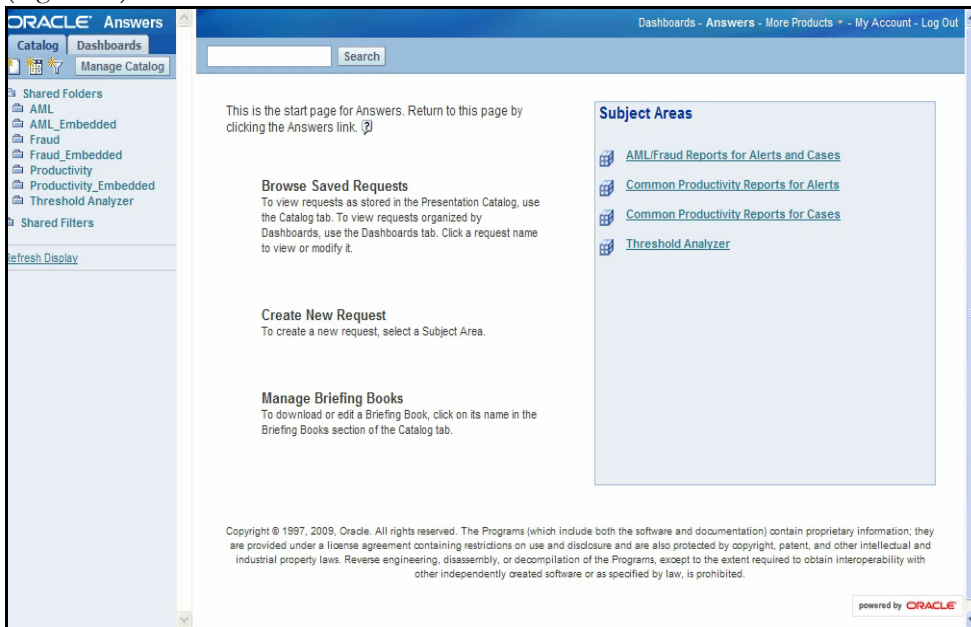 ORACLE Answers
Dashboards - Answers - More Products - My Account - Log Out
Catalog Dashboards
Manage Catalog
Search
Shared Folders
AML
AML_Embedded
Fraud
Fraud_Embedded
Productivity
Productivity_Embedded
Threshold Analyzer
Shared Filters
Refresh Display
This is the start page for Answers. Return to this page by
clicking the Answers link.
Browse Saved Requests
To view requests as stored in the Presentation Catalog, use
the Catalog tab. To view requests organized by
Dashboards, use the Dashboards tab. Click a request name
to view or modify it.
Create New Request
To create a new request, select a Subject Area.
Manage Briefing Books
To download or edit a Briefing Book, click on its name in the
Briefing Books section of the Catalog tab.
Subject Areas
AML/Fraud Reports for Alerts and Cases
Common Productivity Reports for Alerts
Common Productivity Reports for Cases
Threshold Analyzer
Copyright © 1997, 2009, Oracle. All rights reserved. The Programs (which include both the software and documentation) contain proprietary information; they
are provided under a license agreement containing restrictions on use and disclosure and are also protected by copyright, patent, and other intellectual and
industrial property laws. Reverse engineering, disassembly, or decompilation of the Programs, except to the extent required to obtain interoperability with
other independently created software or as specified by law, is prohibited.
powered by ORACLE